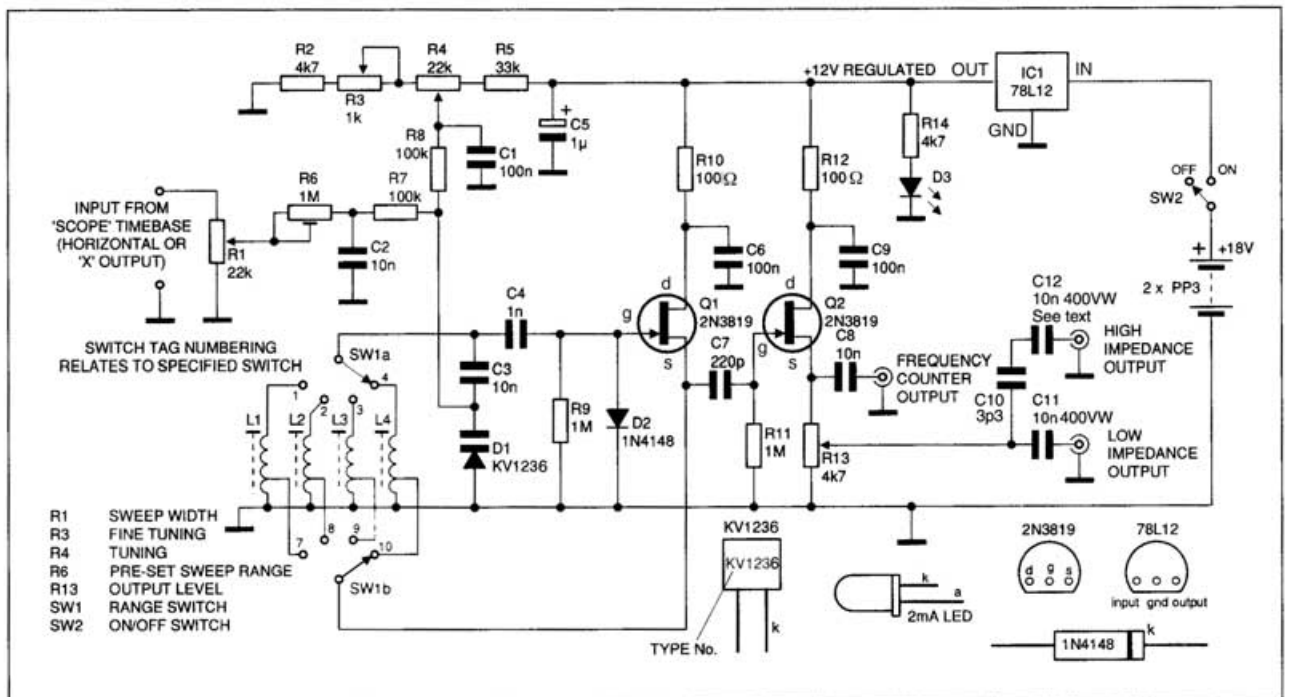 R2
4k7
R3
1k
R4
22k
R5
33k
+12V REGULATED
OUT
IC1
78L12
IN
GND
+
C5
1µ
R8
100k
C1
100n
R10
100Ω
R12
100Ω
R14
4k7
D3
OFF
ON
SW2
INPUT FROM
'SCOPE' TIMEBASE
(HORIZONTAL OR
'X' OUTPUT)
R1
22k
R6
1M
R7
100k
C2
10n
C6
100n
C9
100n
+
+18V
2 x PP3
C4
1n
d
g
s
Q1
2N3819
d
g
s
Q2
2N3819
C12
10n 400VW
See text
HIGH
IMPEDANCE
OUTPUT
SWITCH TAG NUMBERING
RELATES TO SPECIFIED SWITCH
SW1a
4
1
2
3
L1
L2
L3
L4
C3
10n
C7
220p
C8
10n
FREQUENCY
COUNTER
OUTPUT
C10
3p3
C11
10n 400VW
LOW
IMPEDANCE
OUTPUT
D1
KV1236
R9
1M
D2
1N4148
R11
1M
R13
4k7
7
8
9
10
SW1b
R1 SWEEP WIDTH
R3 FINE TUNING
R4 TUNING
R6 PRE-SET SWEEP RANGE
R13 OUTPUT LEVEL
SW1 RANGE SWITCH
SW2 ON/OFF SWITCH
KV1236
KV1236
k
TYPE No.
k
a
2mA LED
2N3819
d g s
78L12
input gnd output
1N4148
k